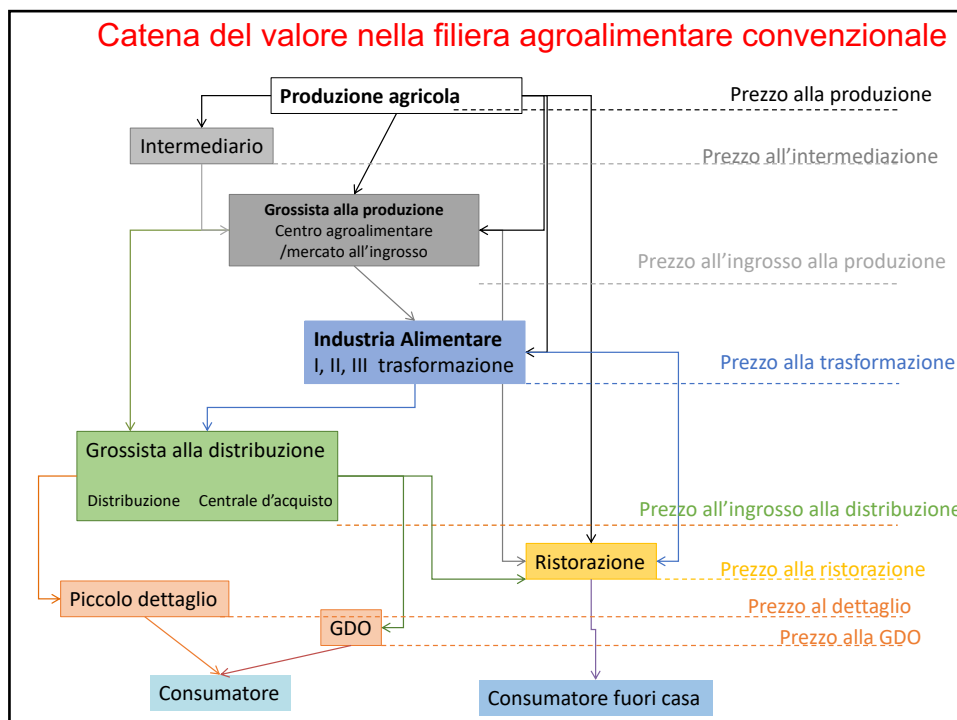 Catena del valore nella filiera agroalimentare convenzionale
Produzione agricola
Prezzo alla produzione
Intermediario
Prezzo all’intermediazione
Grossista alla produzione
Centro agroalimentare
/mercato all’ingrosso
Prezzo all’ingrosso alla produzione
Industria Alimentare
I, II, III trasformazione
Prezzo alla trasformazione
Grossista alla distribuzione
Distribuzione Centrale d’acquisto
Prezzo all’ingrosso alla distribuzione
Ristorazione
Prezzo alla ristorazione
Piccolo dettaglio
Prezzo al dettaglio
GDO
Prezzo alla GDO
Consumatore
Consumatore fuori casa